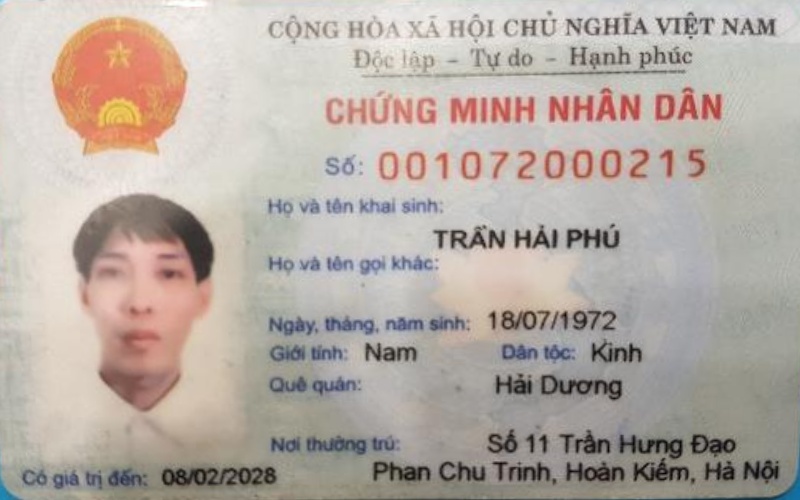 CỘNG HÒA XÃ HỘI CHỦ NGHĨA VIỆT NAM
Độc lập - Tự do - Hạnh phúc
CHỨNG MINH NHÂN DÂN
Số: 001072000215
Họ và tên khai sinh:
TRẦN HẢI PHÚ
Họ và tên gọi khác:
Ngày, tháng, năm sinh: 18/07/1972
Giới tính: Nam Dân tộc: Kinh
Quê quán: Hải Dương
Nơi thường trú: Số 11 Trần Hưng Đạo
Phan Chu Trinh, Hoàn Kiếm, Hà Nội
Có giá trị đến: 08/02/2028